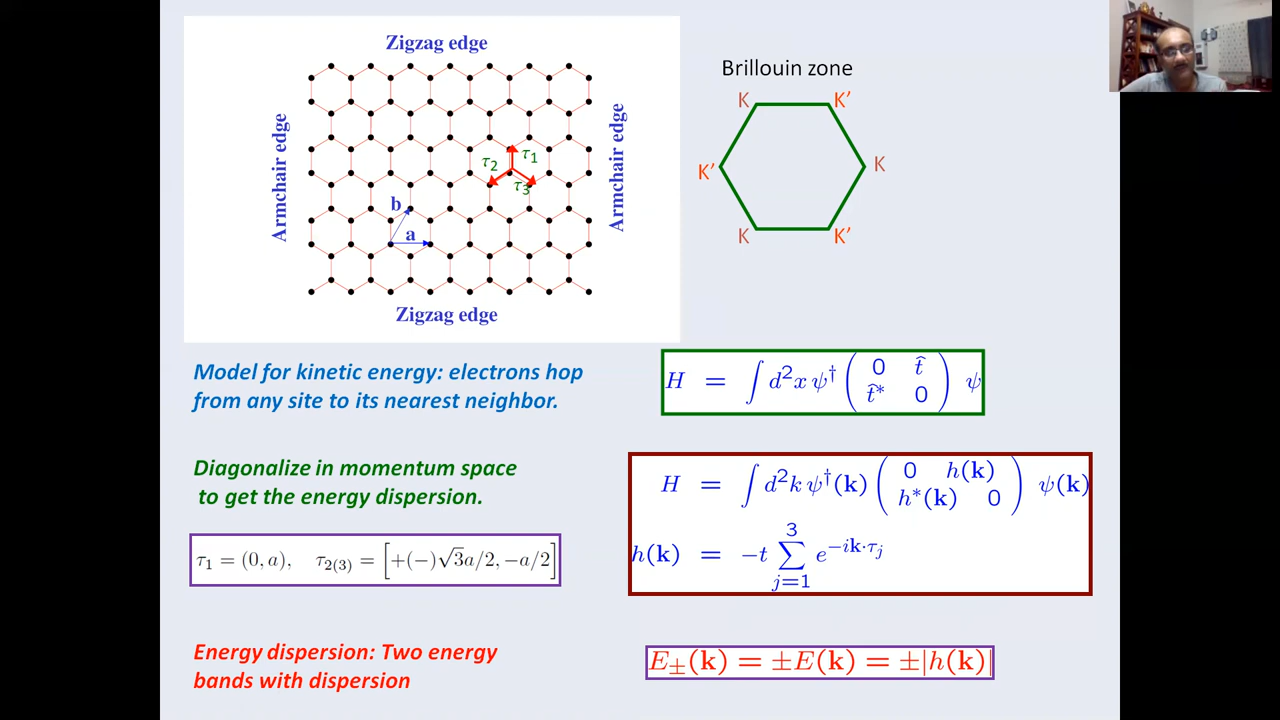 Zigzag edge
Armchair edge
Armchair edge
τ1
τ2
τ3
b
a
Zigzag edge
Brillouin zone
K K'
K' K
K K'
Model for kinetic energy: electrons hop
from any site to its nearest neighbor.
H = ∫ d²x ψ† ( 0 t̂ ; t̂* 0 ) ψ
Diagonalize in momentum space
to get the energy dispersion.
H = ∫ d²k ψ†(k) ( 0 h(k) ; h*(k) 0 ) ψ(k)
h(k) = −t ∑_{j=1}^{3} e^{−ik·τ_j}
τ₁ = (0, a), τ₂₍₃₎ = [+(−)√3a/2, −a/2]
Energy dispersion: Two energy
bands with dispersion
E±(k) = ±E(k) = ±|h(k)|